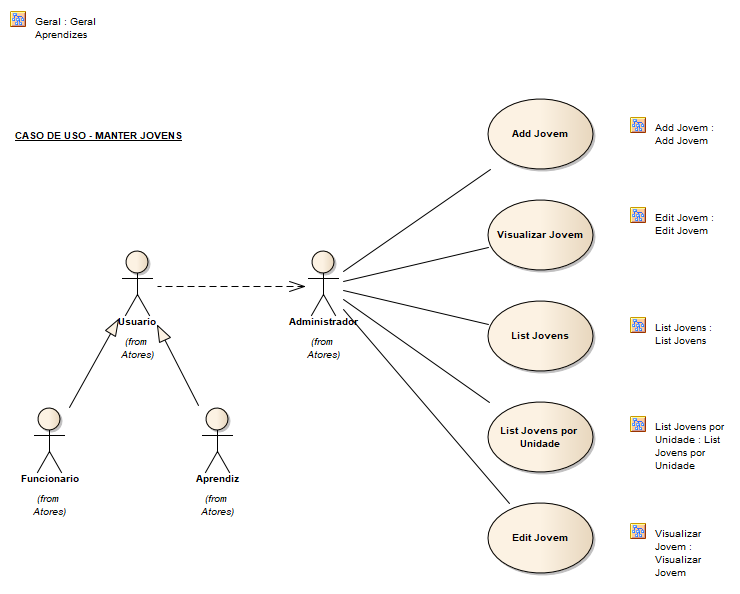 Geral : Geral
Aprendizes
CASO DE USO - MANTER JOVENS
Add Jovem
Add Jovem :
Add Jovem
Visualizar Jovem
Edit Jovem :
Edit Jovem
Usuario
(from
Atores)
Administrador
(from
Atores)
List Jovens
List Jovens :
List Jovens
List Jovens por
Unidade
List Jovens por
Unidade : List
Jovens por
Unidade
Funcionario
(from
Atores)
Aprendiz
(from
Atores)
Edit Jovem
Visualizar
Jovem :
Visualizar
Jovem